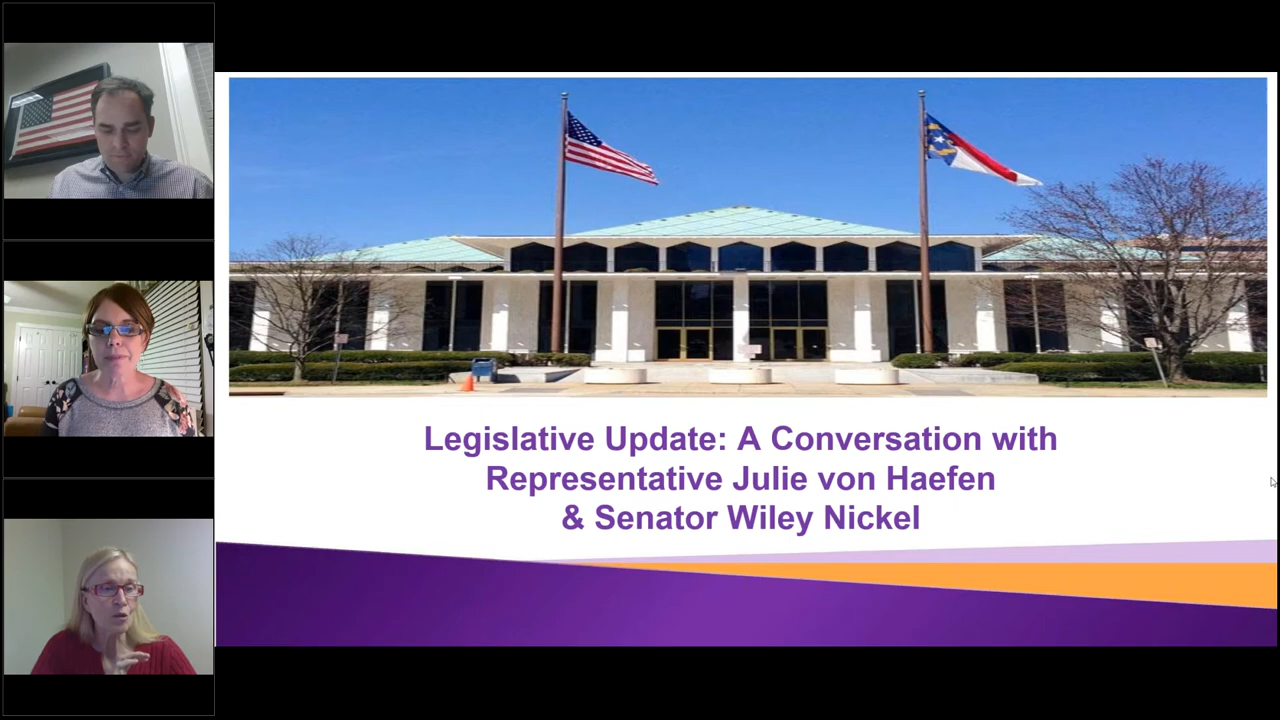 Legislative Update: A Conversation with
Representative Julie von Haefen
& Senator Wiley Nickel